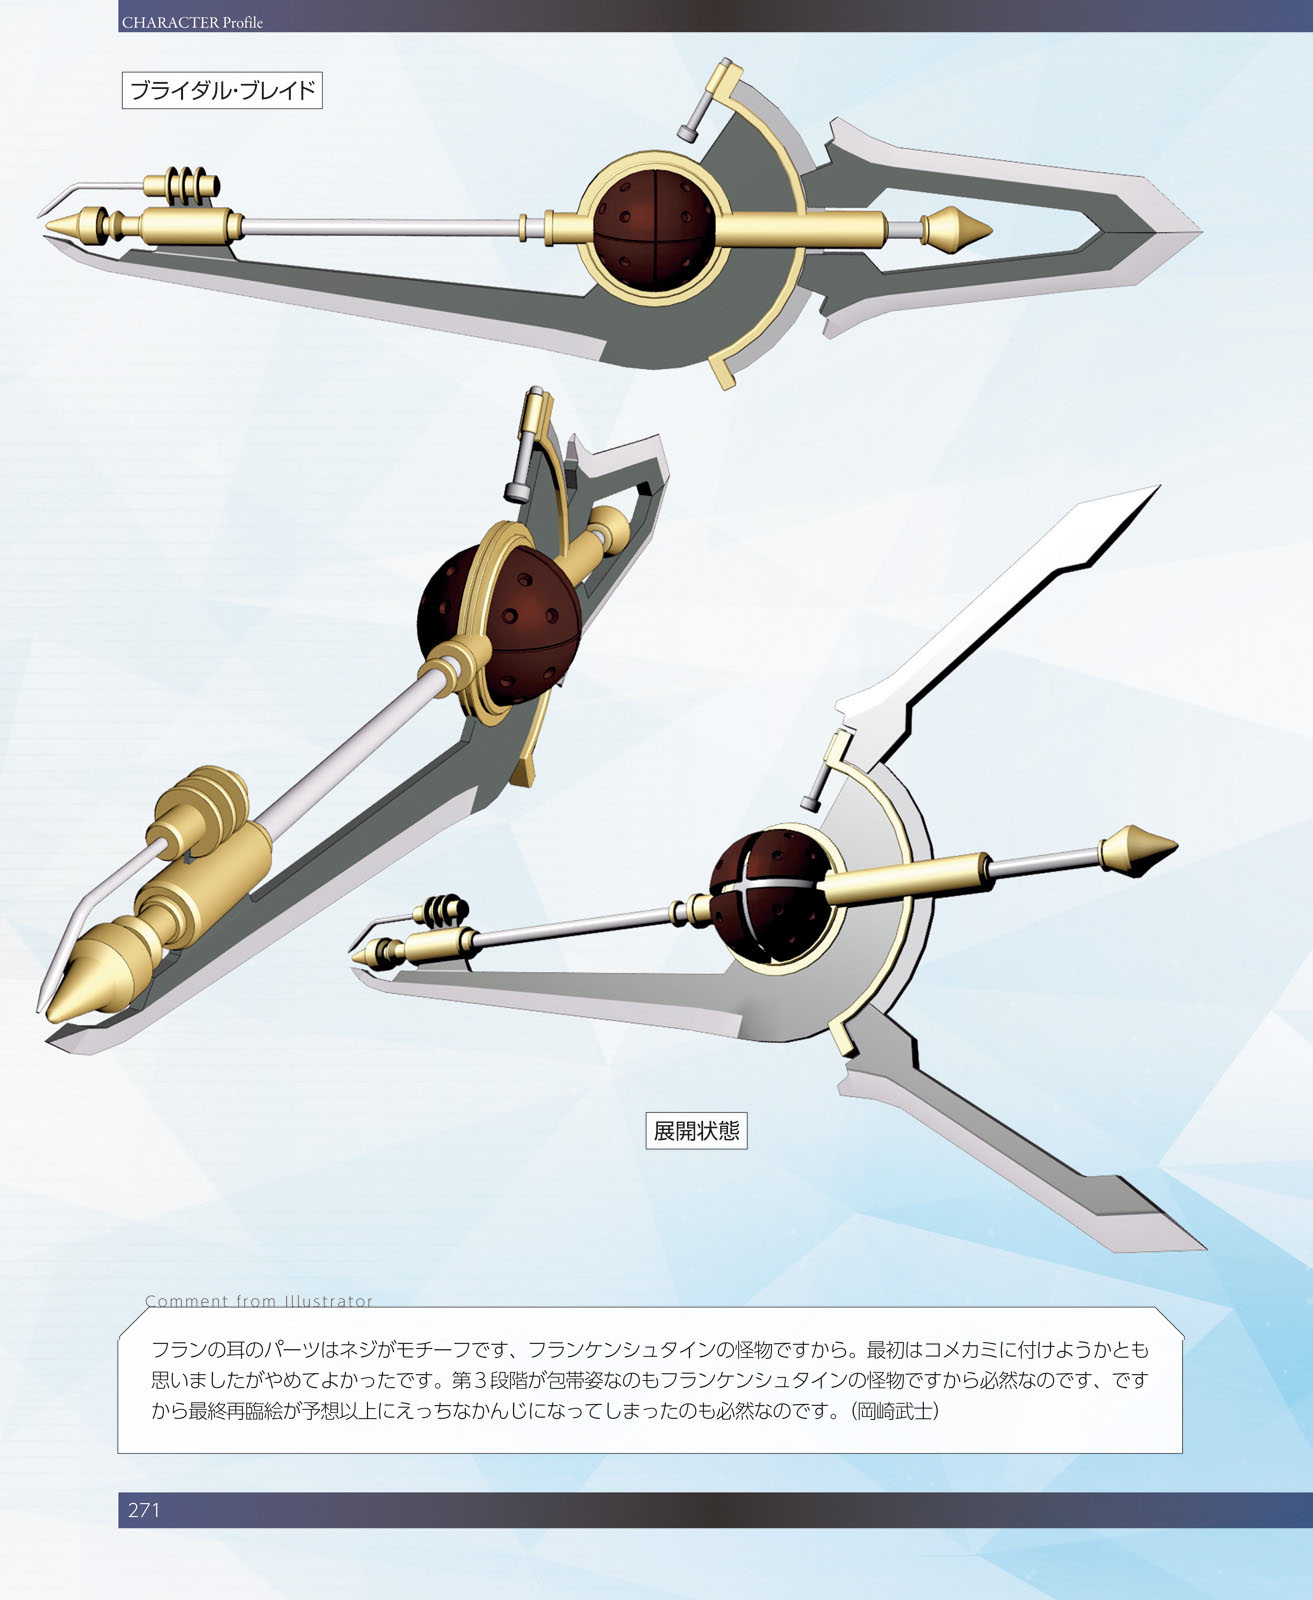 CHARACTER Profile
ブライダル・ブレイド
展開状態
Comment from Illustrator
フランの耳のパーツはネジがモチーフです、フランケンシュタインの怪物ですから。最初はコメカミに付けようかとも
思いましたがやめてよかったです。第３段階が包帯姿なのもフランケンシュタインの怪物ですから必然なのです、です
から最終再臨絵が予想以上にえっちなかんじになってしまったのも必然なのです。（岡崎武士）
271